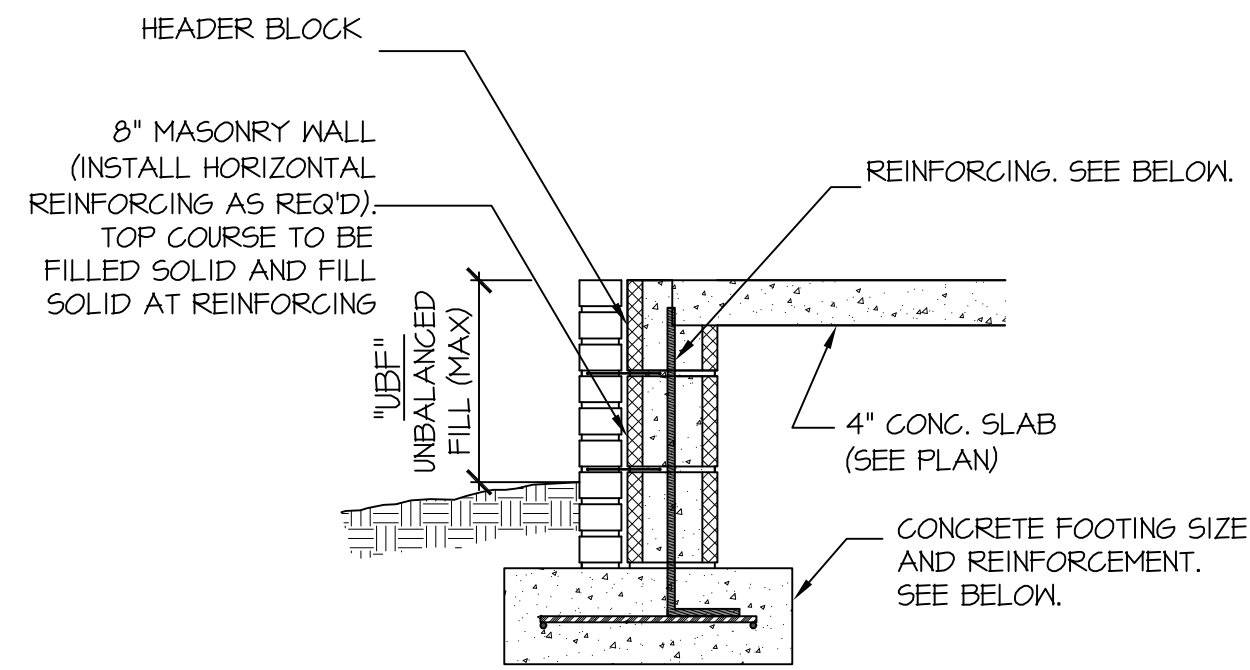 HEADER BLOCK
8" MASONRY WALL
(INSTALL HORIZONTAL
REINFORCING AS REQ'D).
TOP COURSE TO BE
FILLED SOLID AND FILL
SOLID AT REINFORCING
REINFORCING. SEE BELOW.
"UBF"
UNBALANCED
FILL (MAX)
4" CONC. SLAB
(SEE PLAN)
CONCRETE FOOTING SIZE
AND REINFORCEMENT.
SEE BELOW.